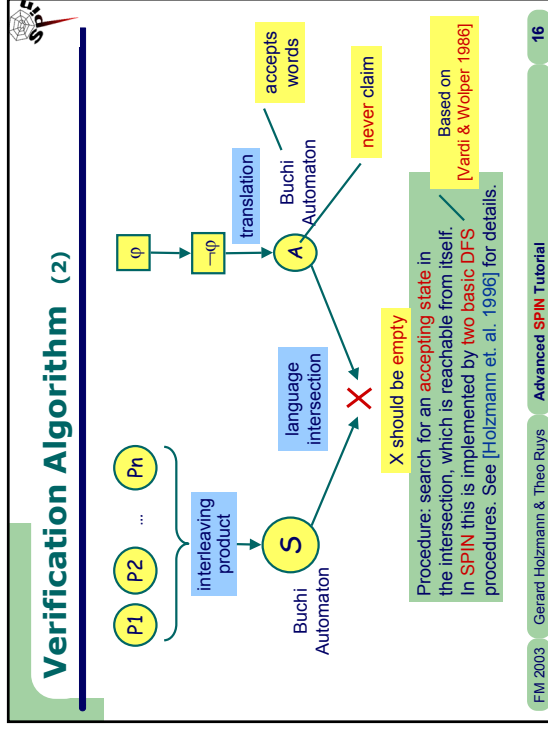 Spin
Verification Algorithm (2)
P1
P2
...
Pn
interleaving
product
S
Buchi
Automaton
φ
¬φ
translation
A
Buchi
Automaton
accepts
words
never claim
language
intersection
X
X should be empty
Procedure: search for an accepting state in
the intersection, which is reachable from itself.
In SPIN this is implemented by two basic DFS
procedures. See [Holzmann et. al. 1996] for details.
Based on
[Vardi & Wolper 1986]
FM 2003 Gerard Holzmann & Theo Ruys Advanced SPIN Tutorial 16